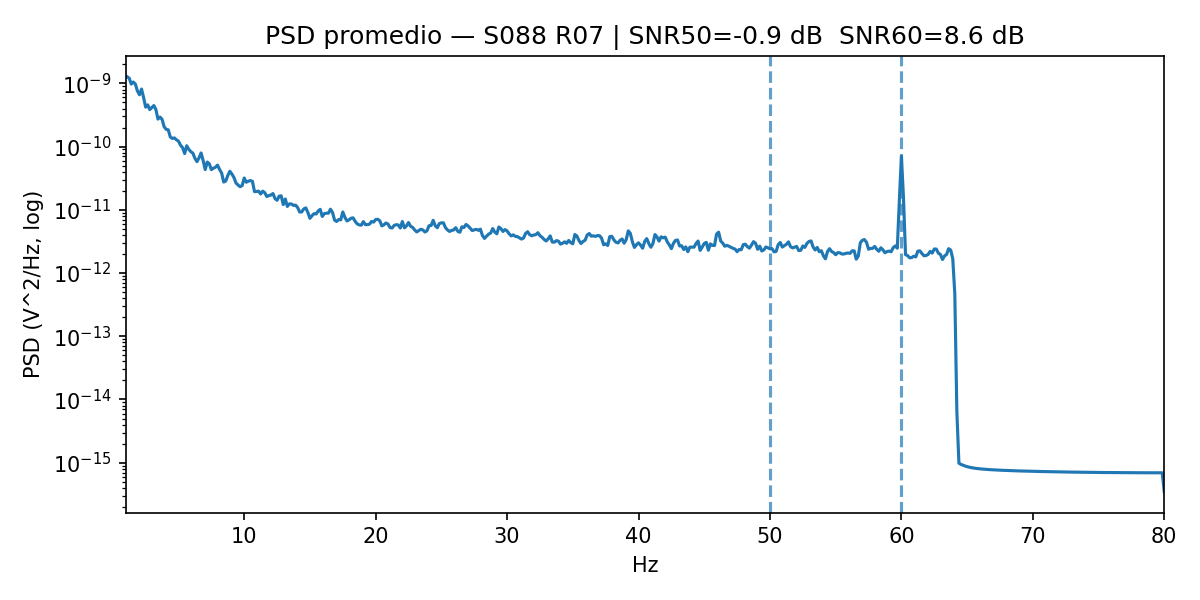 PSD promedio — S088 R07 | SNR50=-0.9 dB  SNR60=8.6 dB
PSD (V^2/Hz, log)
10⁻⁹
10⁻¹⁰
10⁻¹¹
10⁻¹²
10⁻¹³
10⁻¹⁴
10⁻¹⁵
10 20 30 40 50 60 70 80
Hz